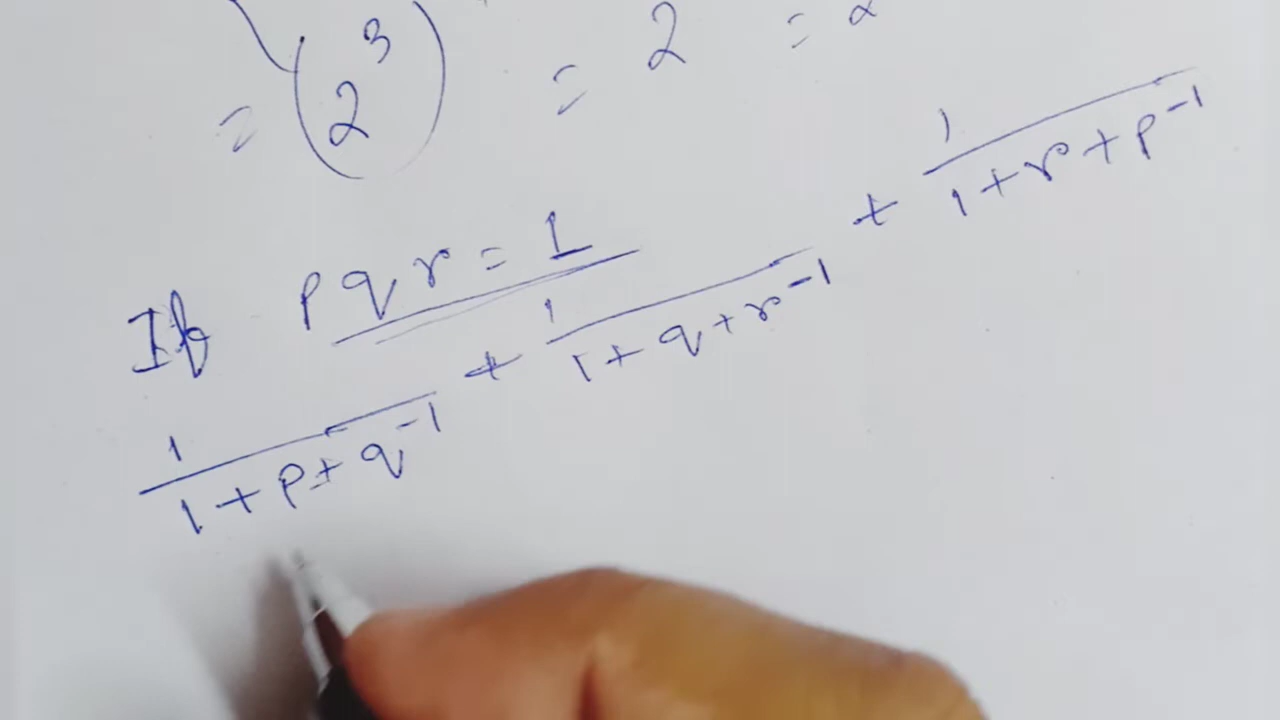 = (2^3) = 2 =
If pqr = 1
1/(1+p+q^-1) + 1/(1+q+r^-1) + 1/(1+r+p^-1)